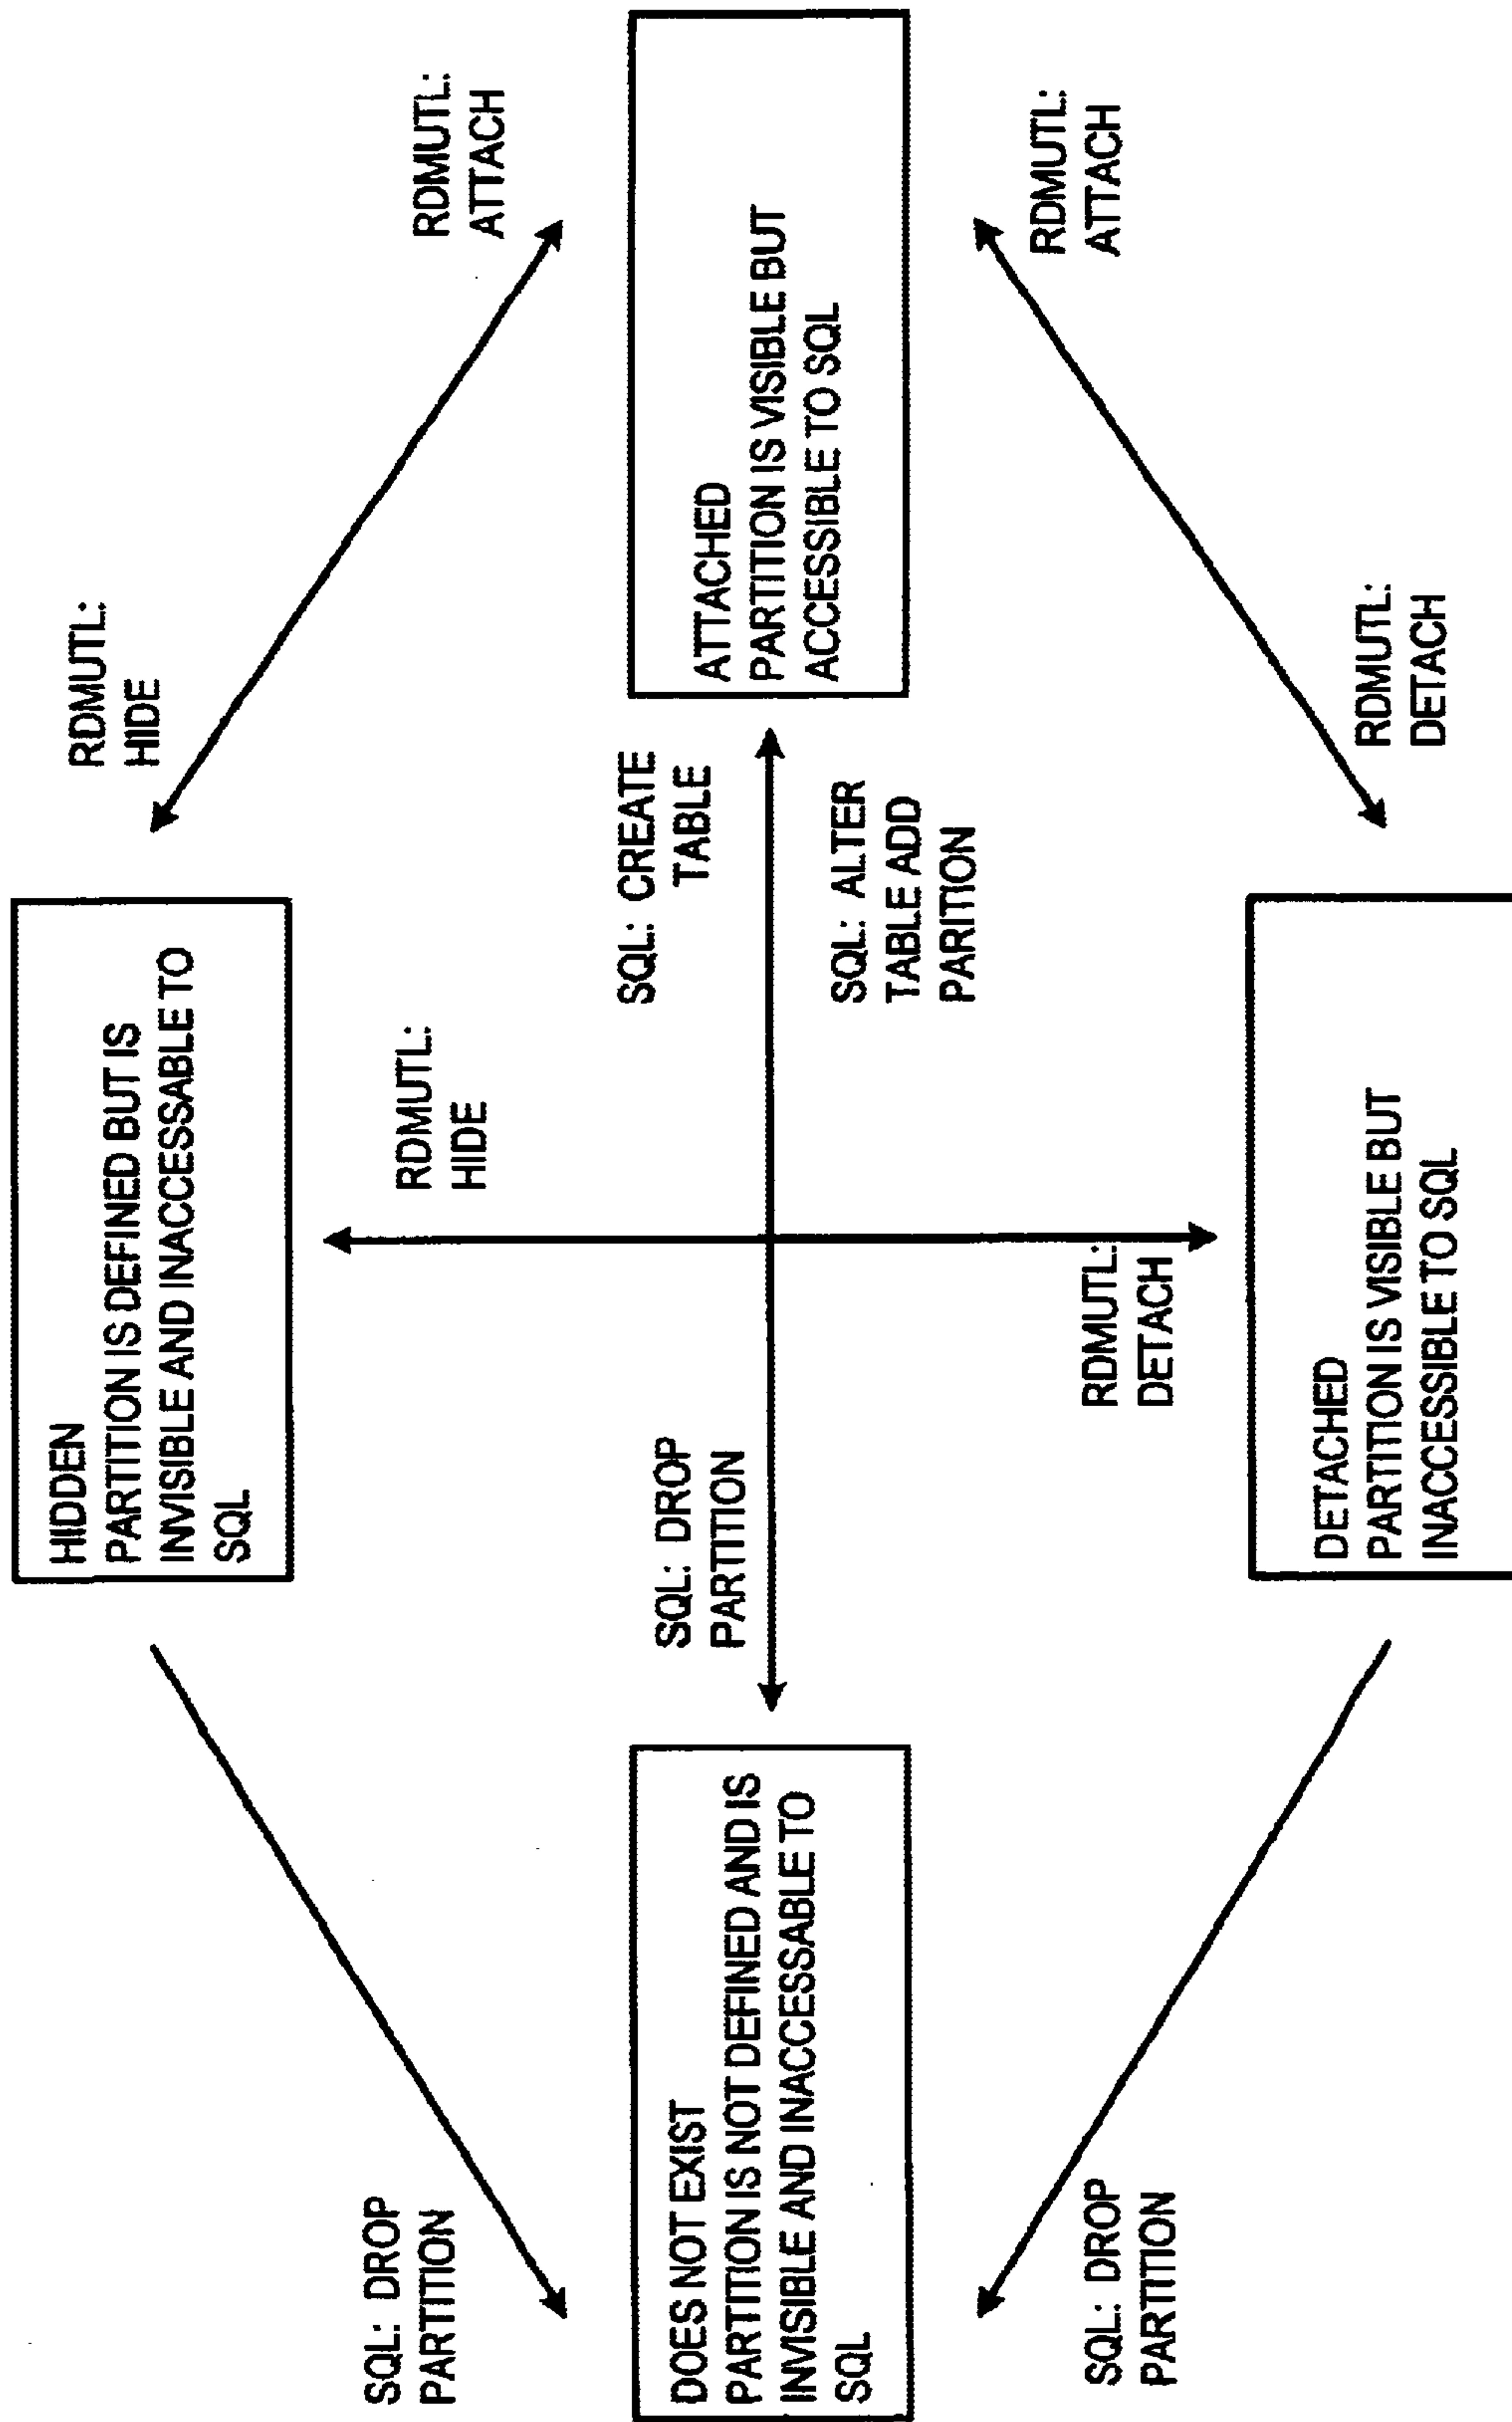 HIDDEN
PARTITION IS DEFINED BUT IS
INVISIBLE AND INACCESSABLE TO
SQL
RDMUTL:
HIDE
SQL: DROP
PARTITION
RDMUTL:
HIDE
RDMUTL:
ATTACH
DOES NOT EXIST
PARTITION IS NOT DEFINED AND IS
INVISIBLE AND INACCESSABLE TO
SQL
SQL: DROP
PARTITION
SQL: CREATE
TABLE
SQL: ALTER
TABLE ADD
PARITION
ATTACHED
PARTITION IS VISIBLE BUT
ACCESSIBLE TO SQL
SQL: DROP
PARTITION
RDMUTL:
DETACH
RDMUTL:
ATTACH
RDMUTL:
DETACH
DETACHED
PARTITION IS VISIBLE BUT
INACCESSIBLE TO SQL